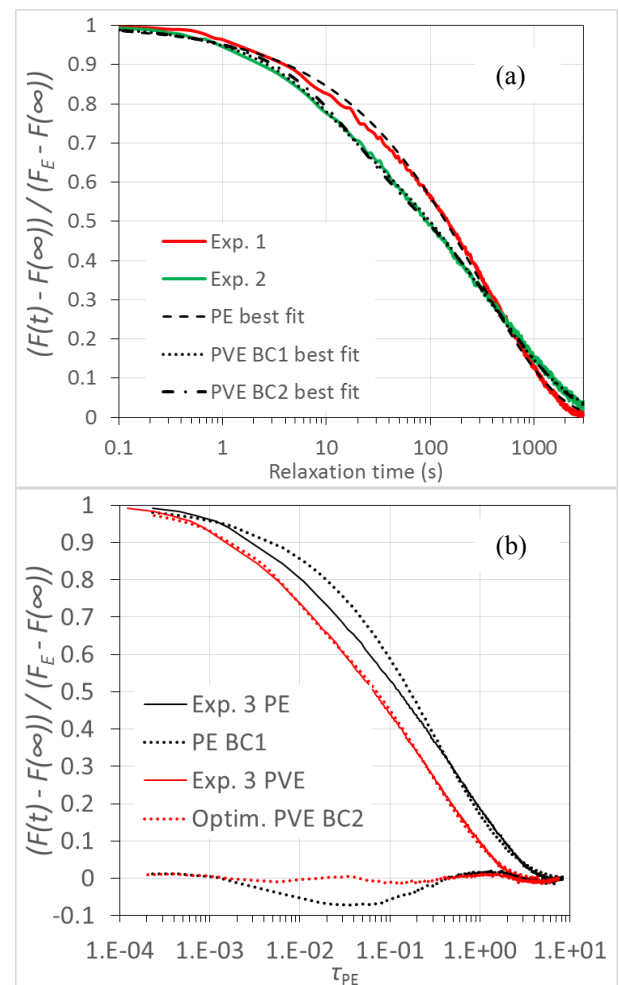 (a)
1
0.9
0.8
0.7
0.6
0.5
0.4
0.3
0.2
0.1
0
(F(t) - F(∞)) / (F_E - F(∞))
Exp. 1
Exp. 2
PE best fit
PVE BC1 best fit
PVE BC2 best fit
0.1 1 10 100 1000
Relaxation time (s)
(b)
1
0.9
0.8
0.7
0.6
0.5
0.4
0.3
0.2
0.1
0
-0.1
(F(t) - F(∞)) / (F_E - F(∞))
Exp. 3 PE
PE BC1
Exp. 3 PVE
Optim. PVE BC2
1.E-04 1.E-03 1.E-02 1.E-01 1.E+00 1.E+01
τ_PE